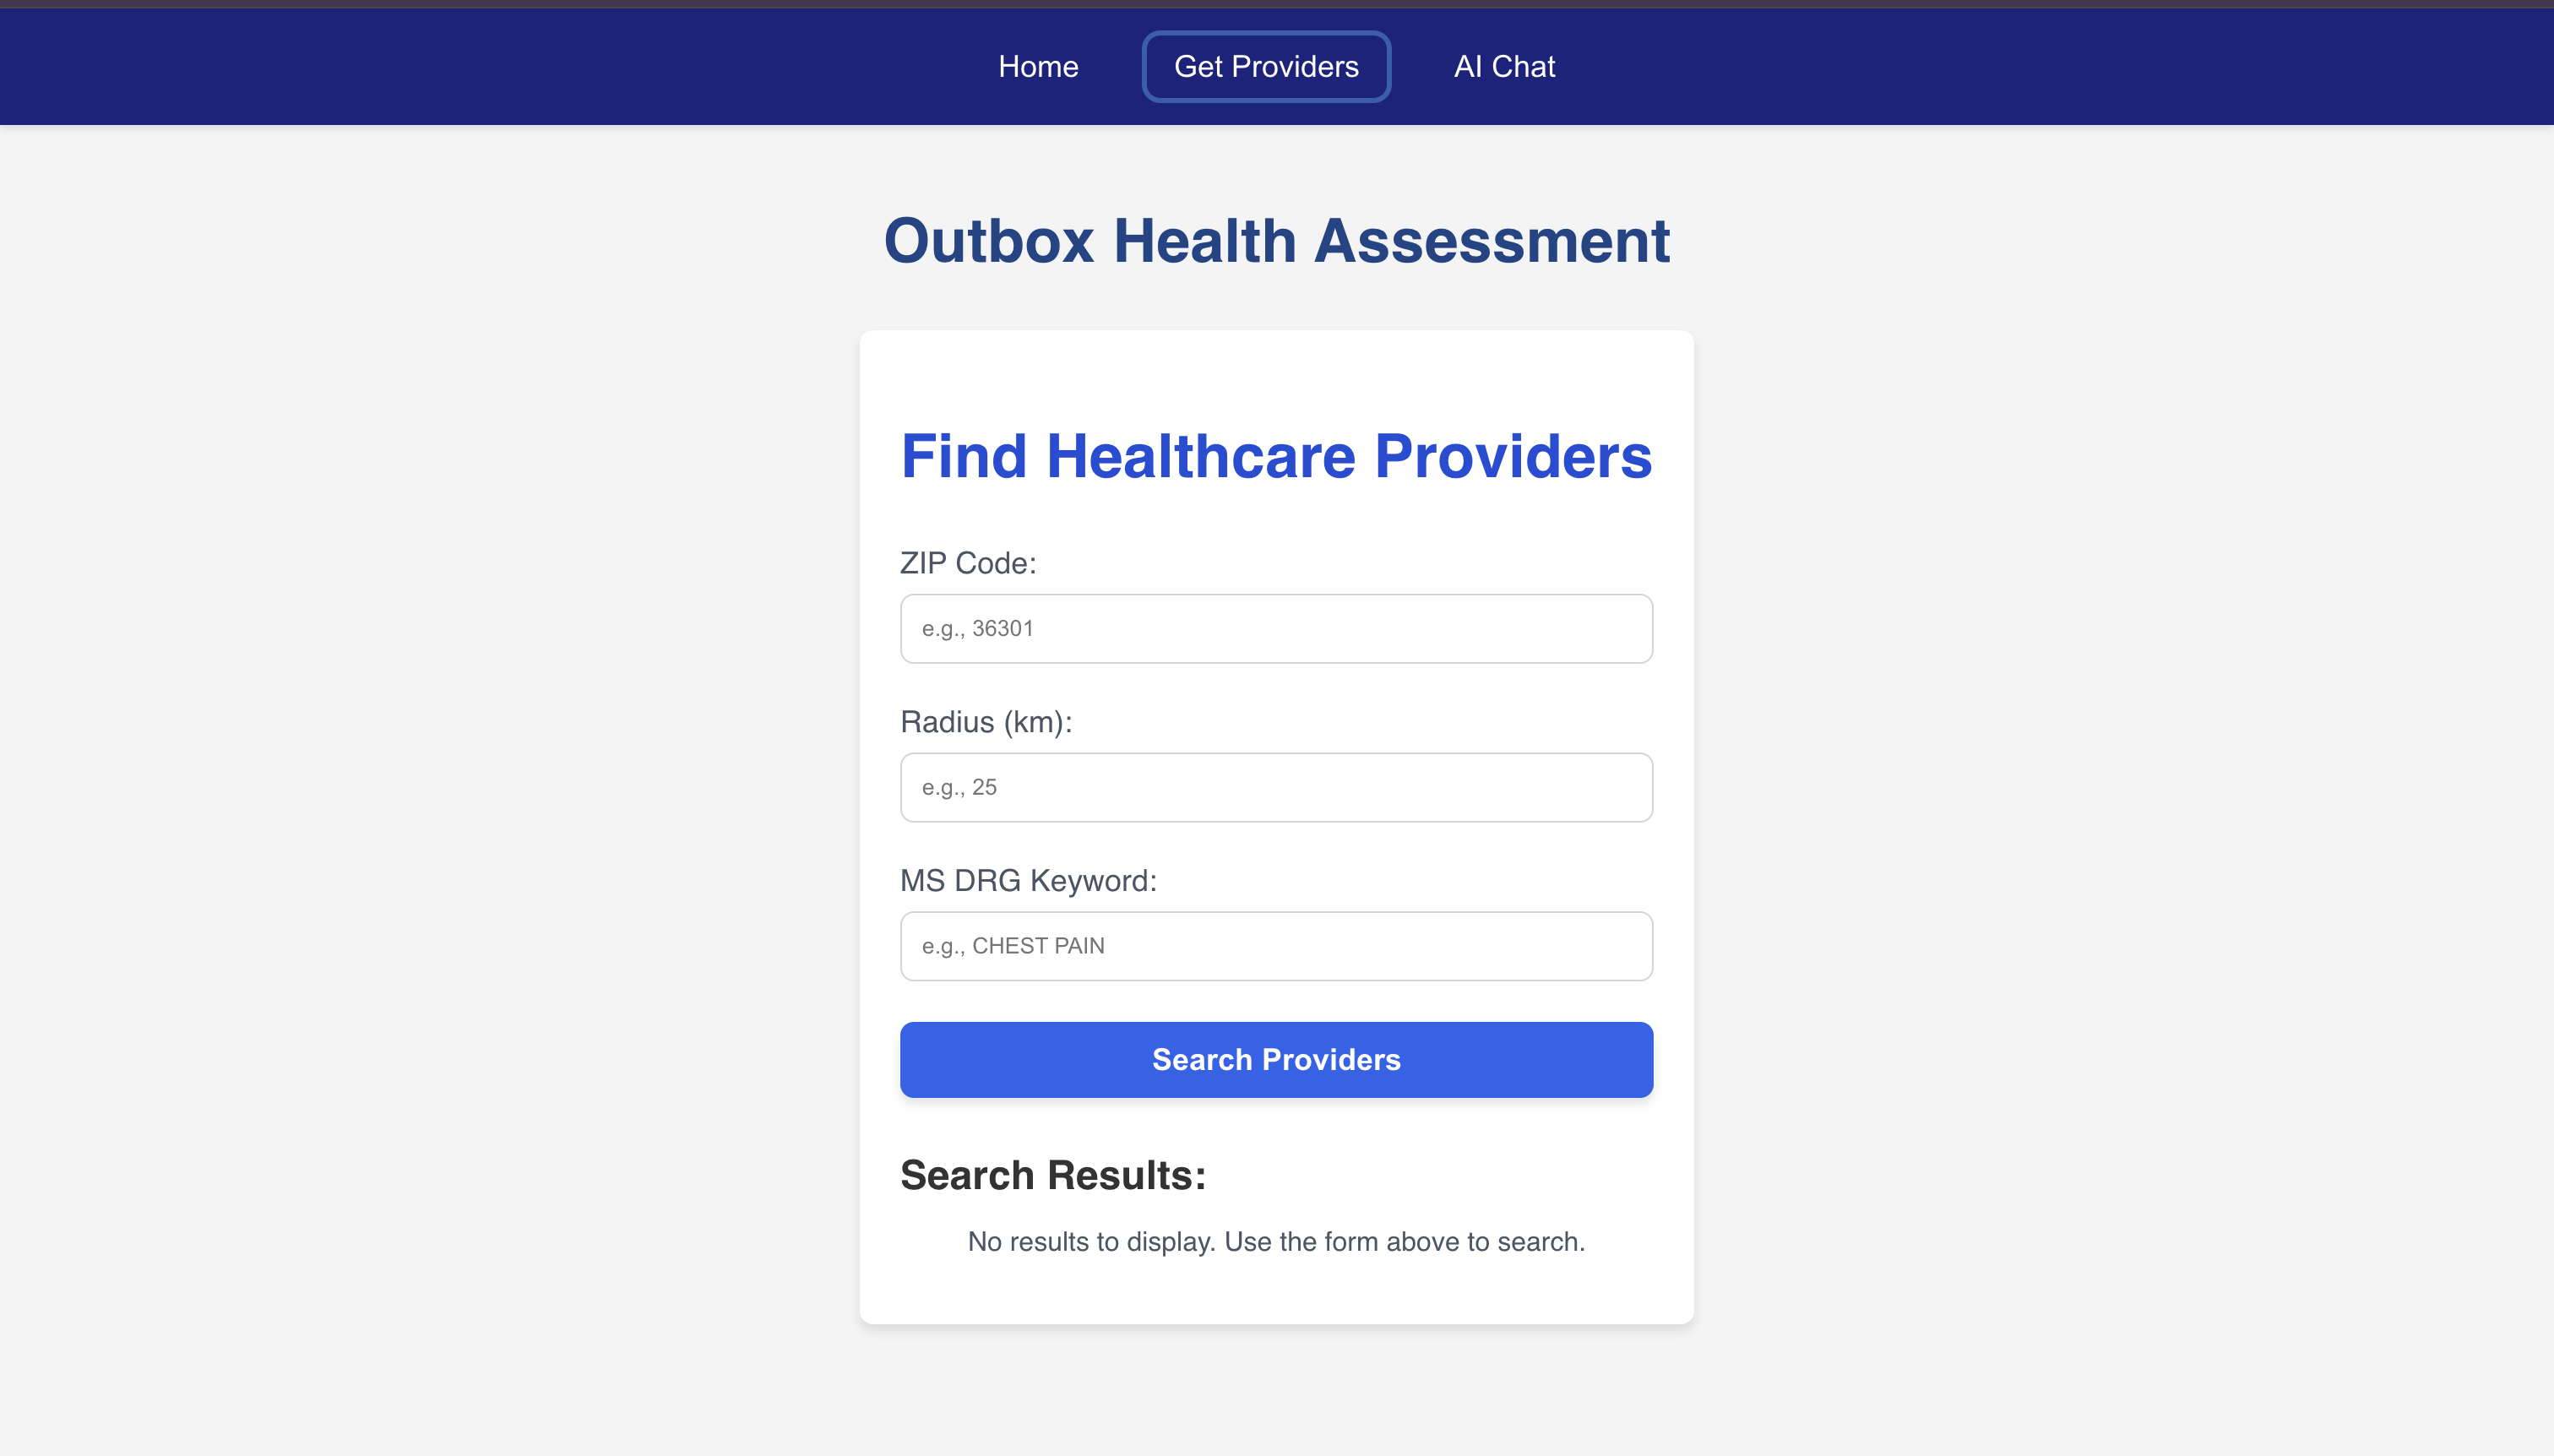 Home
Get Providers
AI Chat
Outbox Health Assessment
Find Healthcare Providers
ZIP Code:
e.g., 36301
Radius (km):
e.g., 25
MS DRG Keyword:
e.g., CHEST PAIN
Search Providers
Search Results:
No results to display. Use the form above to search.